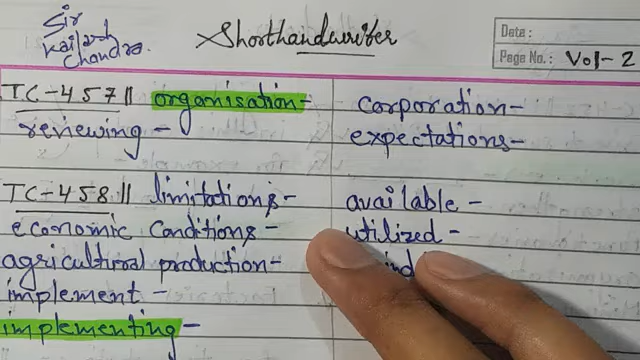 Sir
Kailash
Chandra.
Shorthandwriter
Date :
Page No. : Vol-2
TC-457|| organisation-
reviewing -
corporation-
expectations-
TC-458|| limitations-
economic conditions-
agricultural production-
implement -
implementing -
available -
utilized -